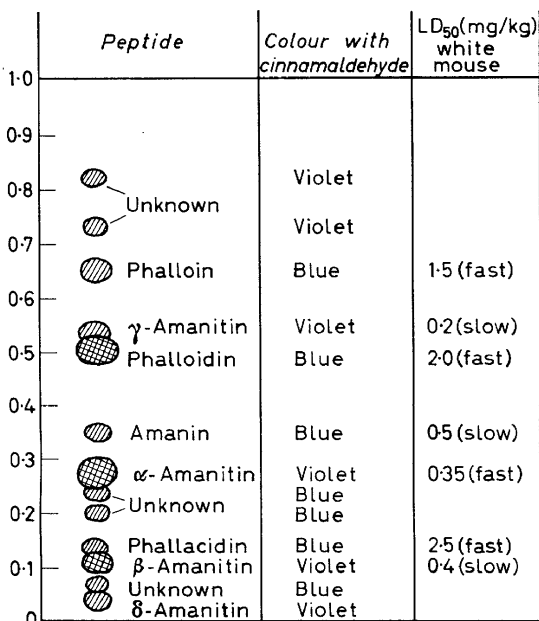 Peptide
Colour with cinnamaldehyde
LD50(mg/kg) white mouse
1·0
0·9
0·8
Violet
Unknown
0·7
Violet
Phalloin Blue 1·5(fast)
0·6
γ-Amanitin Violet 0·2(slow)
0·5
Phalloidin Blue 2·0(fast)
0·4
Amanin Blue 0·5(slow)
0·3
α-Amanitin Violet 0·35(fast)
Blue
Unknown
0·2
Blue
Phallacidin Blue 2·5(fast)
0·1
β-Amanitin Violet 0·4(slow)
Unknown Blue
δ-Amanitin Violet
0